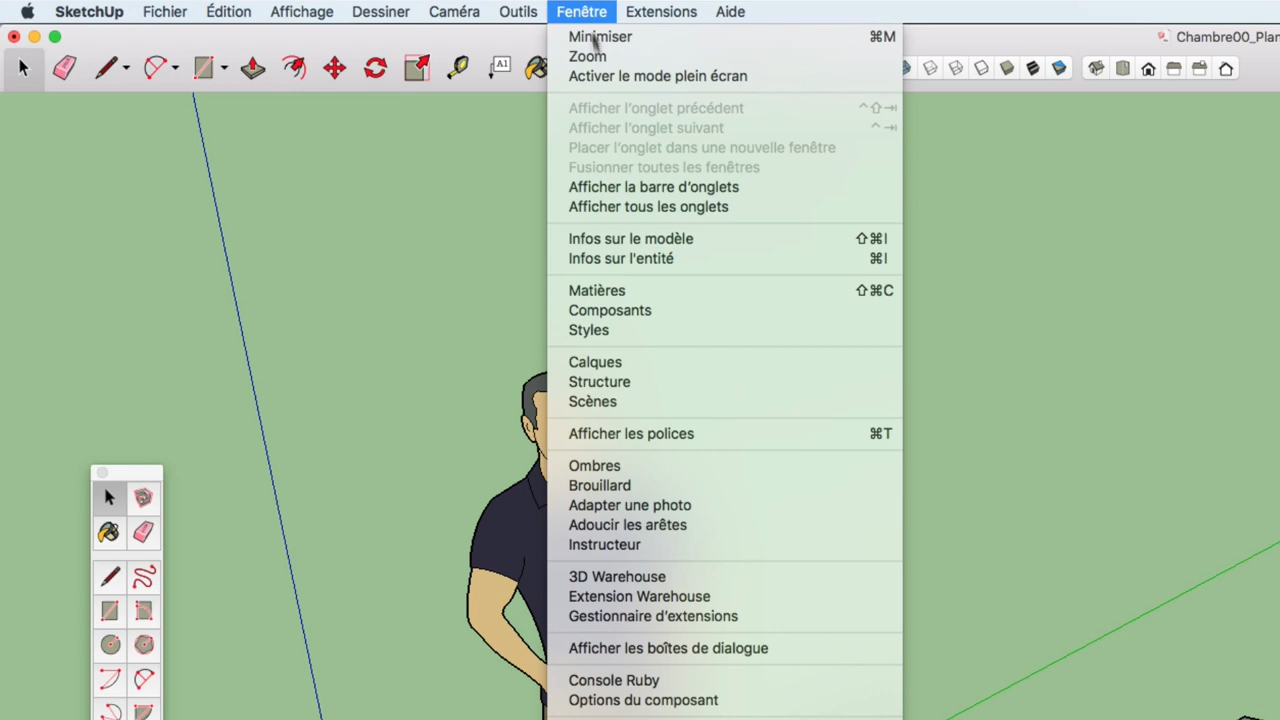 SketchUp Fichier Édition Affichage Dessiner Caméra Outils Fenêtre Extensions Aide
Chambre00_Plan
A1
Minimiser ⌘M
Zoom
Activer le mode plein écran
Afficher l'onglet précédent ^⇧⇥
Afficher l'onglet suivant ^⇥
Placer l'onglet dans une nouvelle fenêtre
Fusionner toutes les fenêtres
Afficher la barre d'onglets
Afficher tous les onglets
Infos sur le modèle ⇧⌘I
Infos sur l'entité ⌘I
Matières ⇧⌘C
Composants
Styles
Calques
Structure
Scènes
Afficher les polices ⌘T
Ombres
Brouillard
Adapter une photo
Adoucir les arêtes
Instructeur
3D Warehouse
Extension Warehouse
Gestionnaire d'extensions
Afficher les boîtes de dialogue
Console Ruby
Options du composant